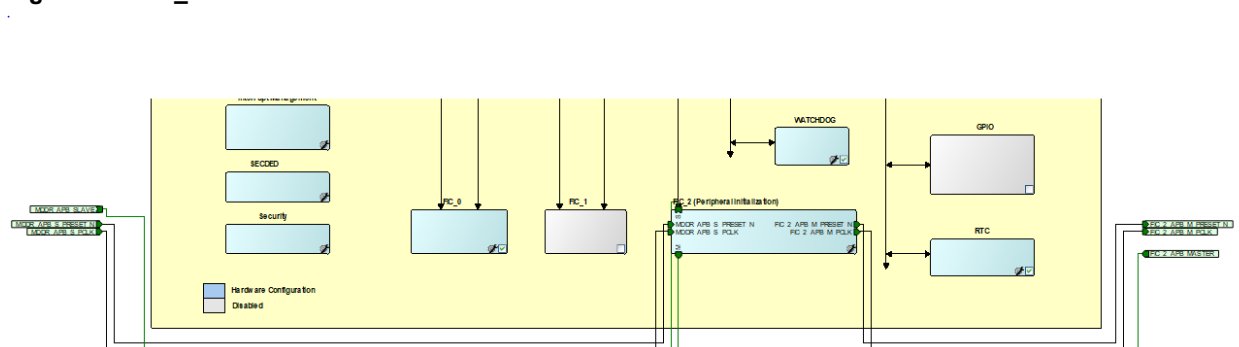 WATCHDOG
GPIO
SECDED
FIC_0
FIC_1
FIC_2 (Peripheral Initialization)
MDDR_APB_SLAVE
Security
S
MDDR_APB_S_PRESET_N
MDDR_APB_S_PCLK
MDDR_APB_S_PRESET_N
MDDR_APB_S_PCLK
FIC_2_APB_M_PRESET_N
FIC_2_APB_M_PCLK
FIC_2_APB_M_PRESET_N
FIC_2_APB_M_PCLK
RTC
M
FIC_2_APB_MASTER
Hardware Configuration
Disabled